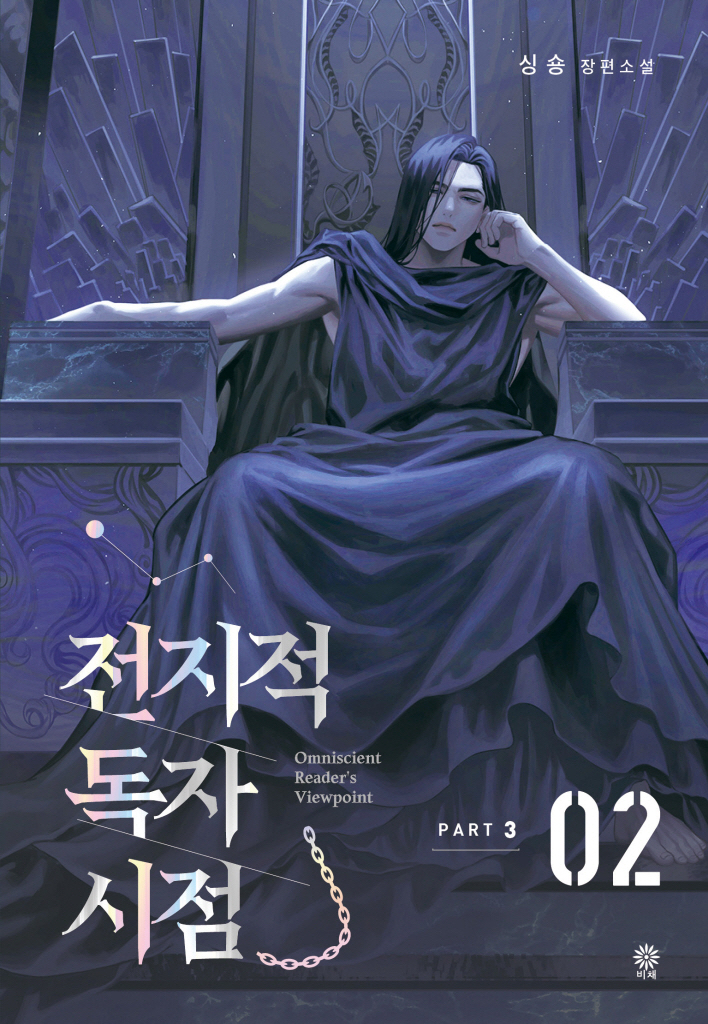 싱숑 장편소설
전지적
독자
시점
Omniscient
Reader's
Viewpoint
PART 3
02
비채